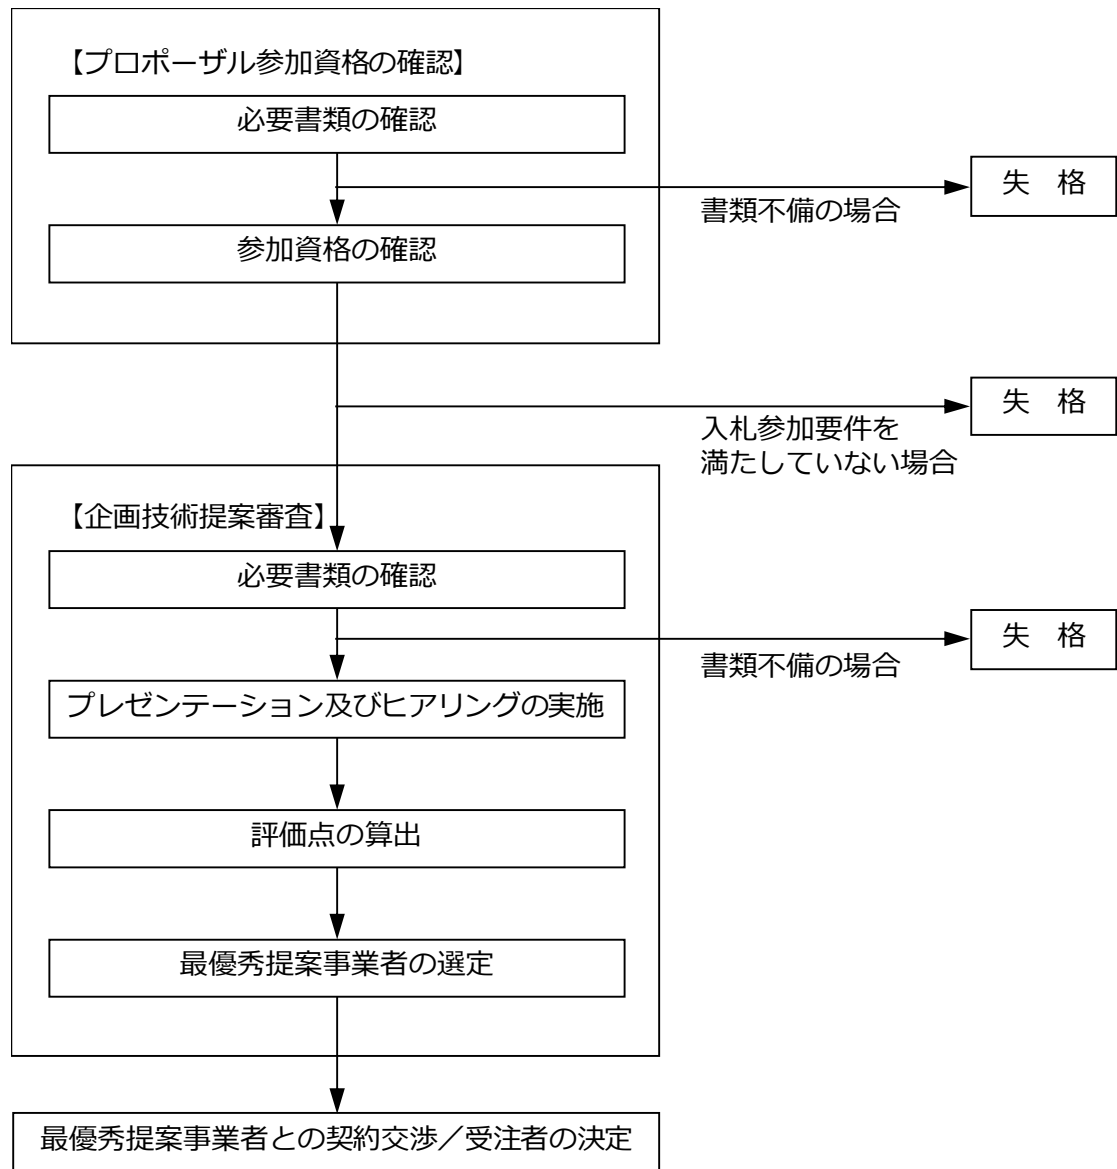 【プロポーザル参加資格の確認】
必要書類の確認
失　格
書類不備の場合
参加資格の確認
失　格
入札参加要件を
満たしていない場合
【企画技術提案審査】
必要書類の確認
失　格
書類不備の場合
プレゼンテーション及びヒアリングの実施
評価点の算出
最優秀提案事業者の選定
最優秀提案事業者との契約交渉／受注者の決定